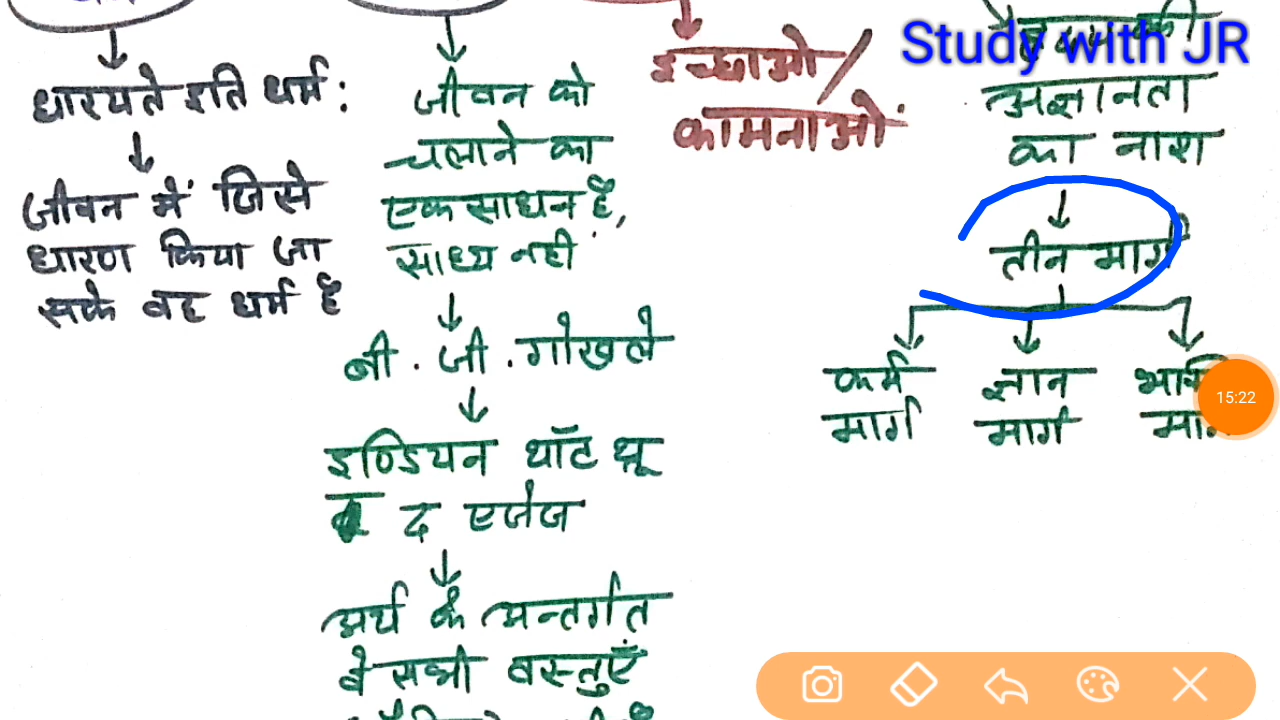 धारयते इति धर्म :
जीवन में जिसे
धारण किया जा
सके वह धर्म है
जीवन को
चलाने का
एक साधन है,
साध्य नही
बी . जी . गोखले
इण्डियन थॉट थ्रू
द एजेज
अर्थ के अन्तर्गत
वे सभी वस्तुएँ
इच्छाओ /
कामनाओं
Study with JR
अज्ञानता
का नाश
तीन मार्ग
कर्म ज्ञान
मार्ग मार्ग
15:22